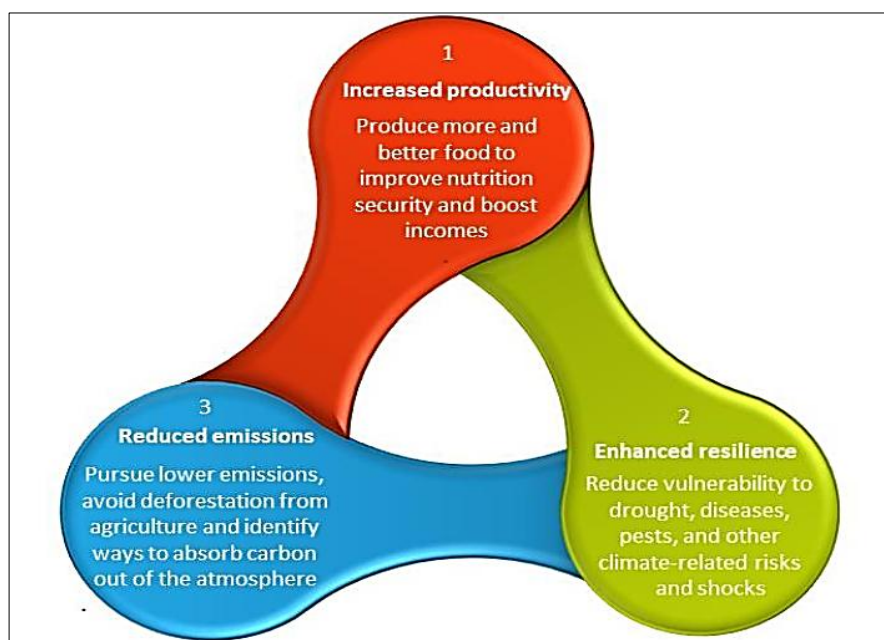 1
Increased productivity
Produce more and
better food to
improve nutrition
security and boost
incomes
2
Enhanced resilience
Reduce vulnerability to
drought, diseases,
pests, and other
climate-related risks
and shocks
3
Reduced emissions
Pursue lower emissions,
avoid deforestation from
agriculture and identify
ways to absorb carbon
out of the atmosphere